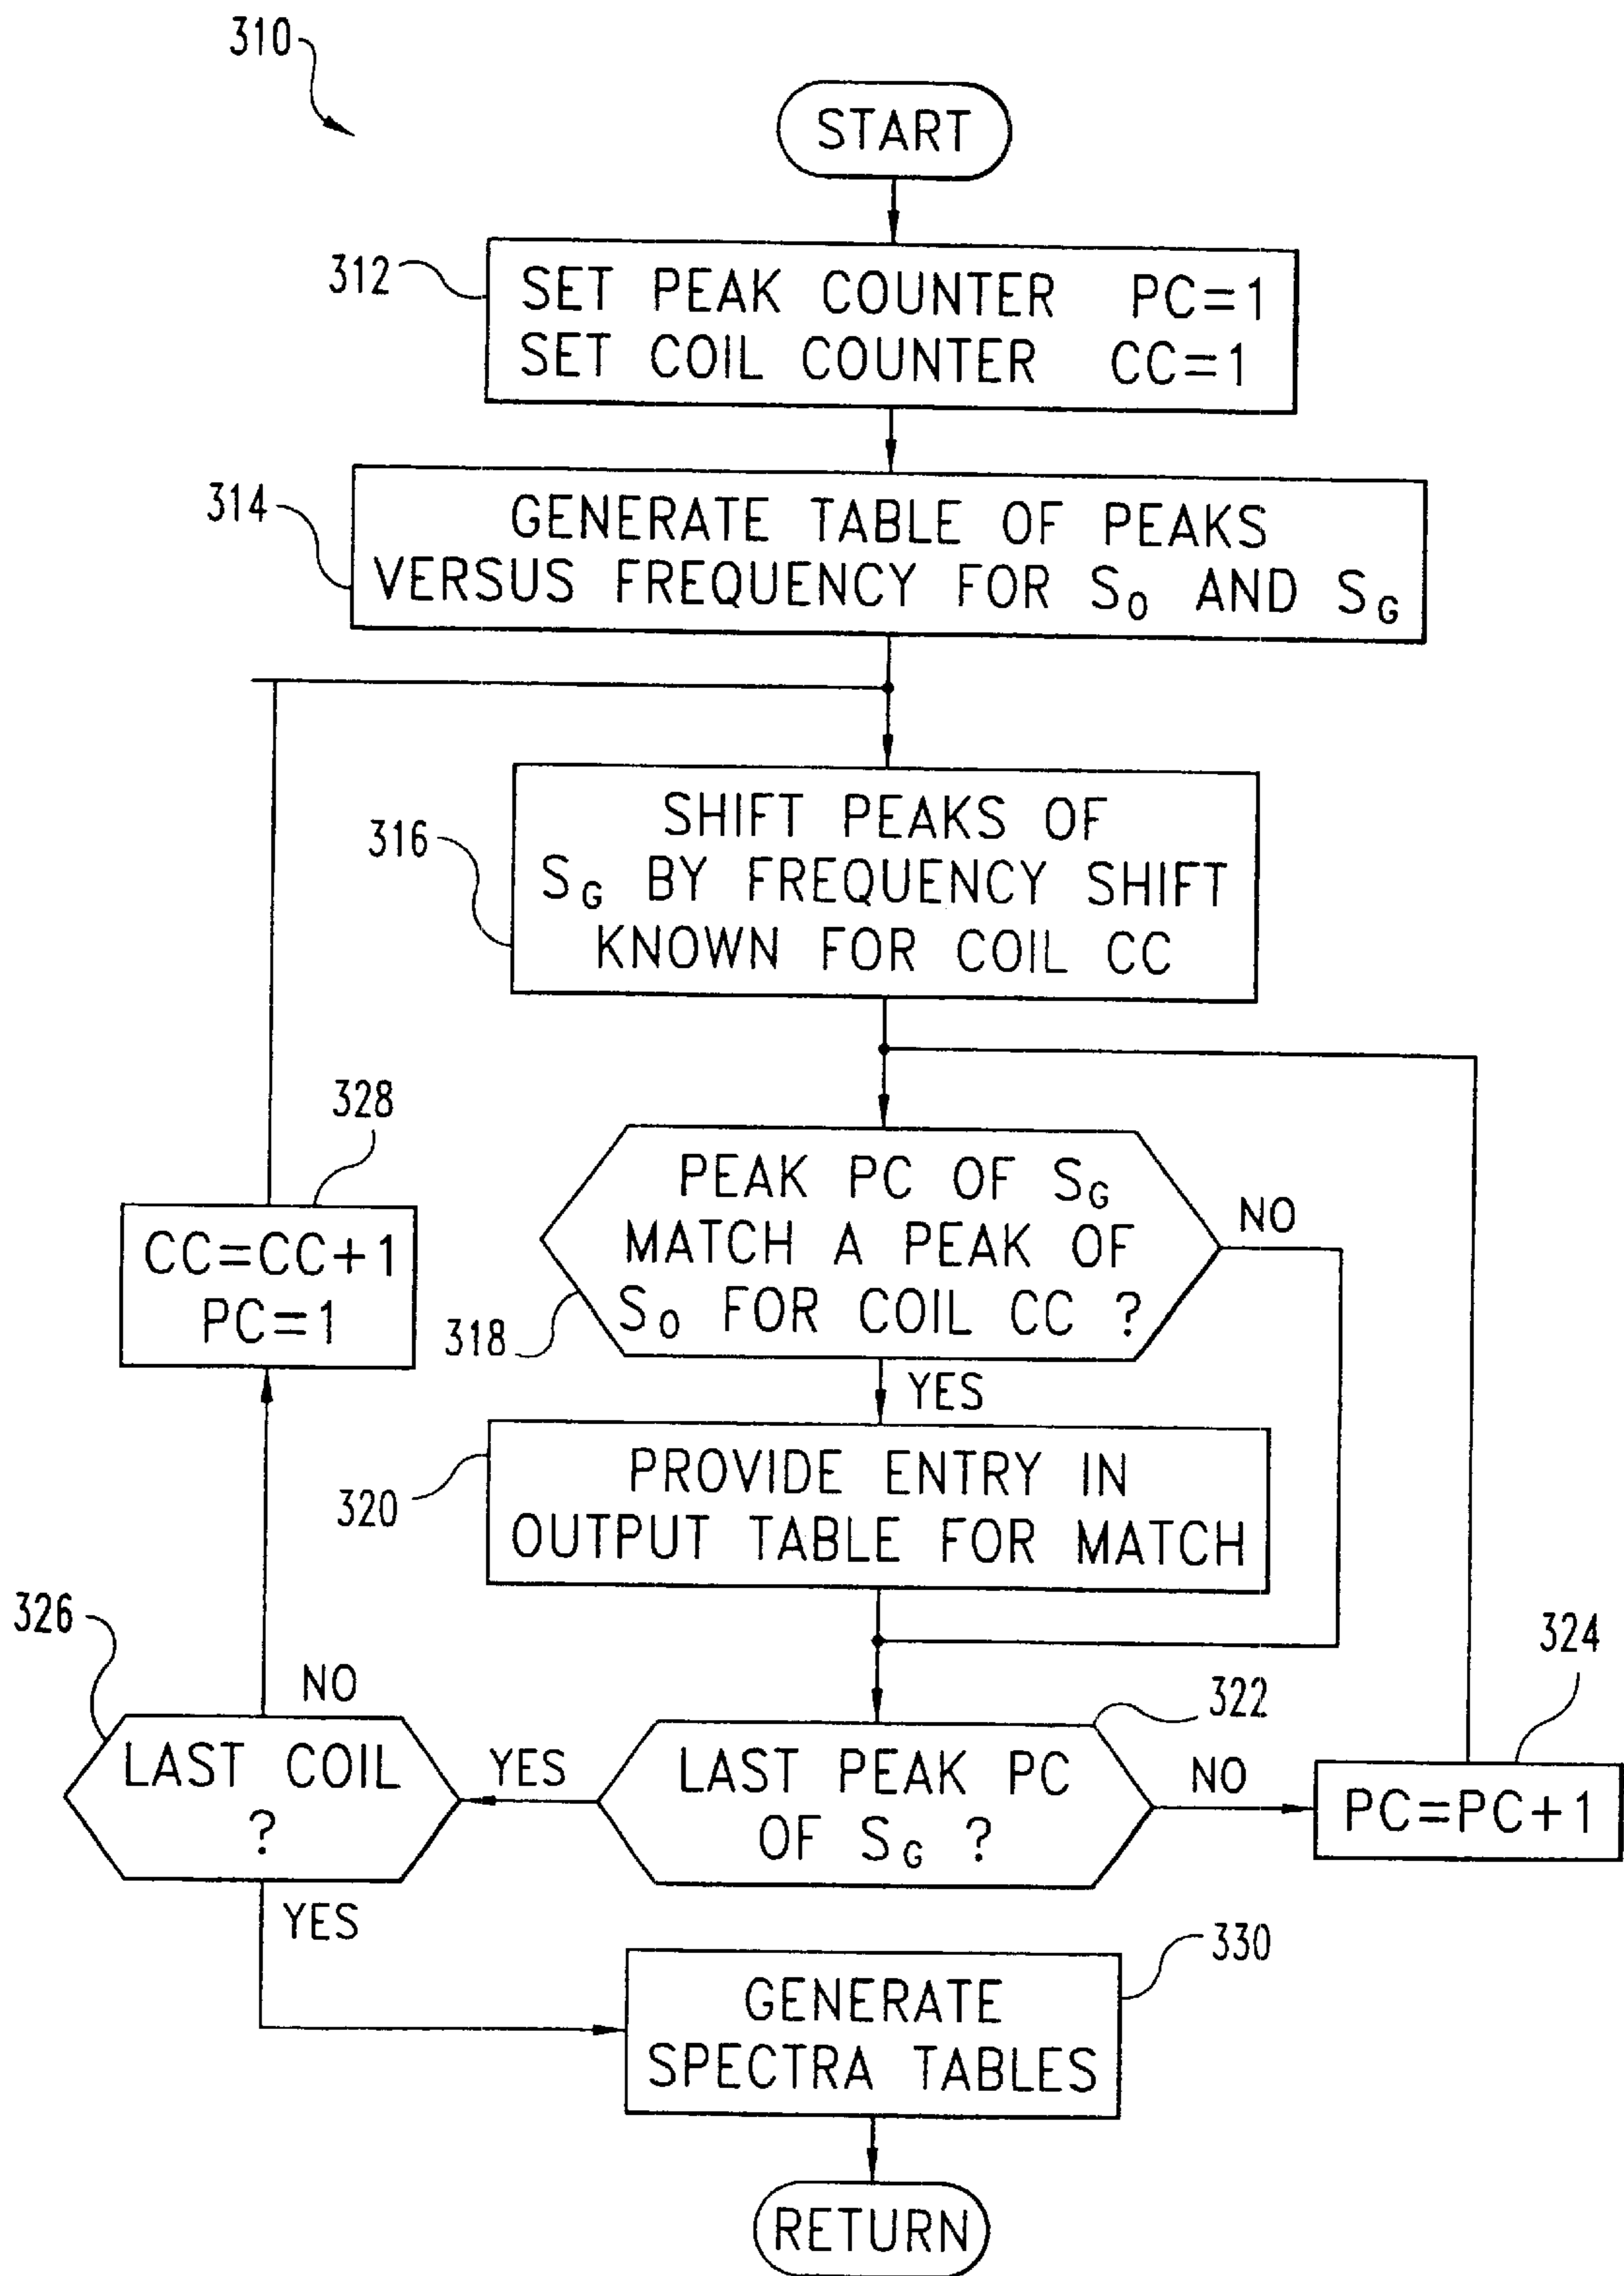 310
START
312
SET PEAK COUNTER PC=1
SET COIL COUNTER CC=1
314
GENERATE TABLE OF PEAKS
VERSUS FREQUENCY FOR S₀ AND S_G
316
SHIFT PEAKS OF
S_G BY FREQUENCY SHIFT
KNOWN FOR COIL CC
328
CC=CC+1
PC=1
318
PEAK PC OF S_G
MATCH A PEAK OF
S₀ FOR COIL CC ?
NO
YES
320
PROVIDE ENTRY IN
OUTPUT TABLE FOR MATCH
326
NO
LAST COIL
?
YES
322
LAST PEAK PC
OF S_G ?
NO
324
PC=PC+1
YES
330
GENERATE
SPECTRA TABLES
RETURN